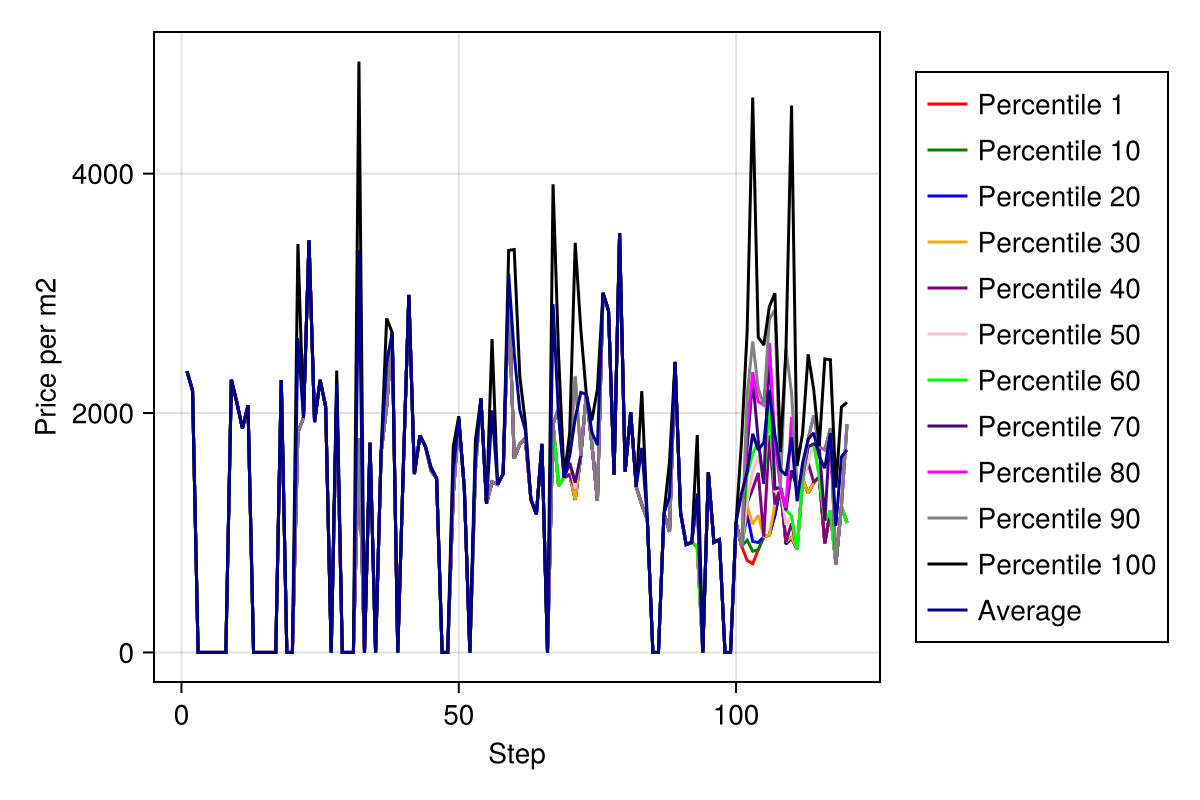 Price per m2
4000
2000
0
0
50
100
Step
Percentile 1
Percentile 10
Percentile 20
Percentile 30
Percentile 40
Percentile 50
Percentile 60
Percentile 70
Percentile 80
Percentile 90
Percentile 100
Average